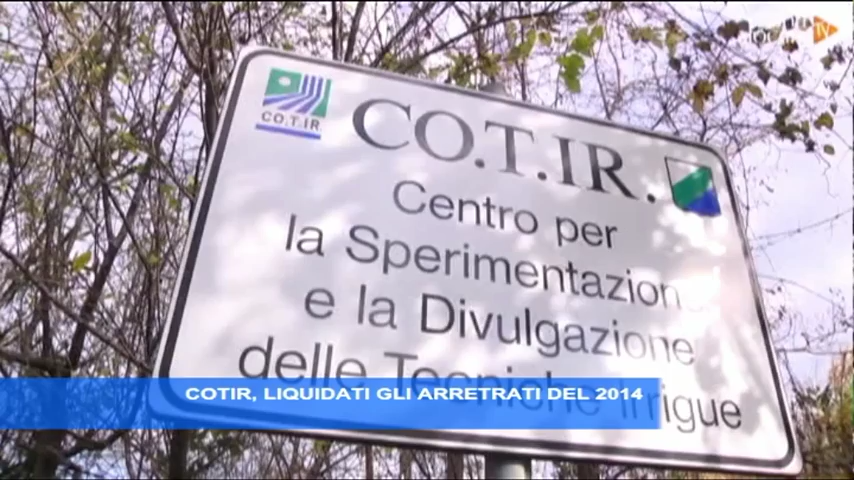 TV
CO.T.IR
CO.T.IR.
Centro per
la Sperimentazione
e la Divulgazione
delle Tecniche Irrigue
COTIR, LIQUIDATI GLI ARRETRATI DEL 2014